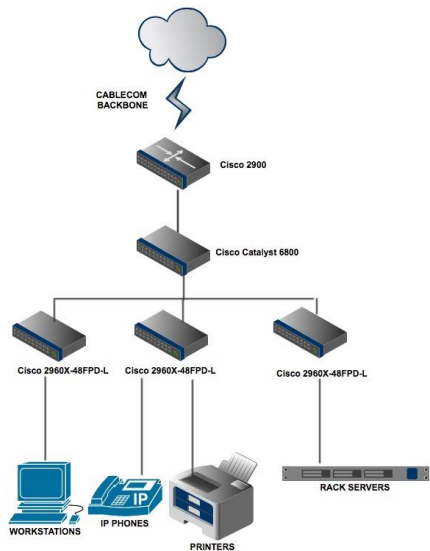 CABLECOM
BACKBONE
Cisco 2900
Cisco Catalyst 6800
Cisco 2960X-48FPD-L
Cisco 2960X-48FPD-L
Cisco 2960X-48FPD-L
IP
RACK SERVERS
WORKSTATIONS
IP PHONES
PRINTERS